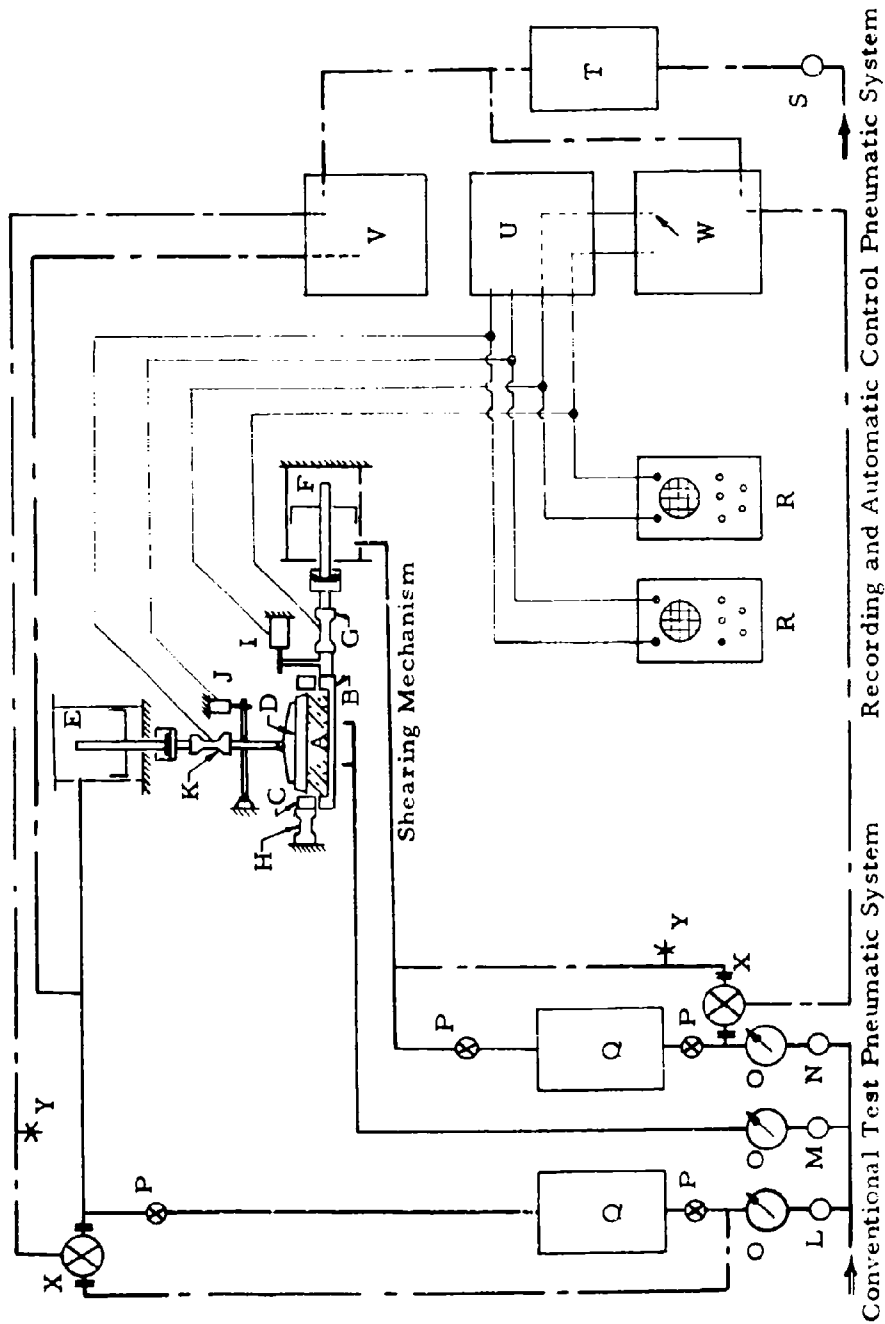 S
T
V
U
W
F
I
G
J
B
E
K
D
A
C
H
R
R
Shearing Mechanism
Y
X
P
Q
P
O
N
O
M
Y
X
P
Q
P
O
L
Conventional Test Pneumatic System
Recording and Automatic Control Pneumatic System